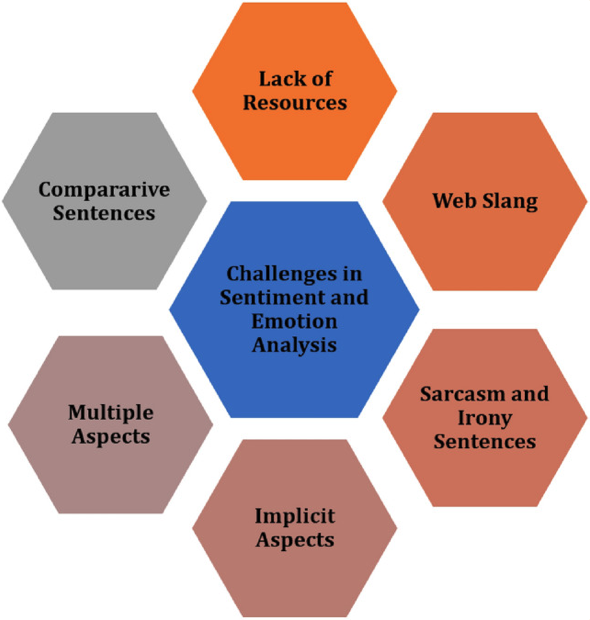 Lack of
Resources
Compararive
Sentences
Web Slang
Challenges in
Sentiment and
Emotion
Analysis
Multiple
Aspects
Sarcasm and
Irony
Sentences
Implicit
Aspects